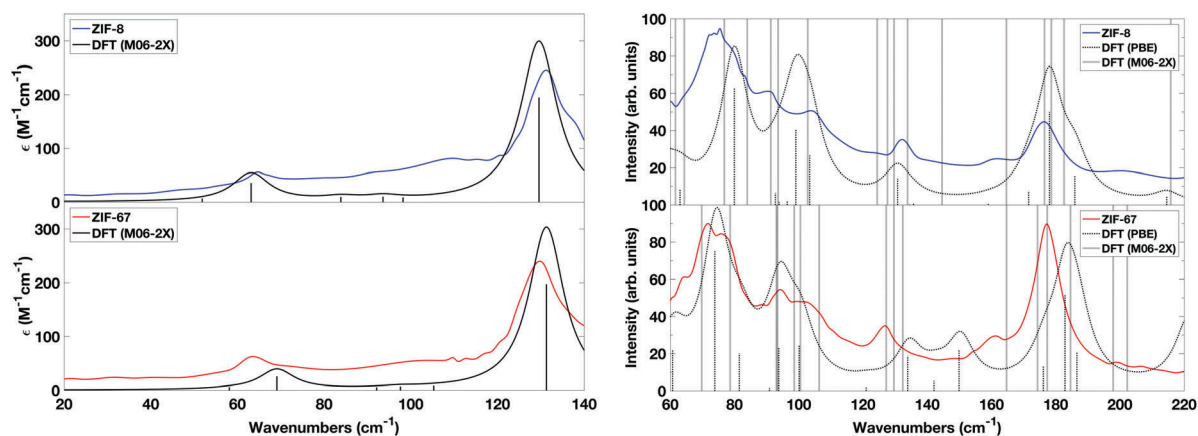 ZIF-8
DFT (M06-2X)
300
200
100
0
ϵ (M⁻¹cm⁻¹)
ZIF-67
DFT (M06-2X)
300
200
100
0
ϵ (M⁻¹cm⁻¹)
20 40 60 80 100 120 140
Wavenumbers (cm⁻¹)
ZIF-8
DFT (PBE)
DFT (M06-2X)
100
80
60
40
20
Intensity (arb. units)
ZIF-67
DFT (PBE)
DFT (M06-2X)
100
80
60
40
20
0
Intensity (arb. units)
60 80 100 120 140 160 180 200 220
Wavenumbers (cm⁻¹)